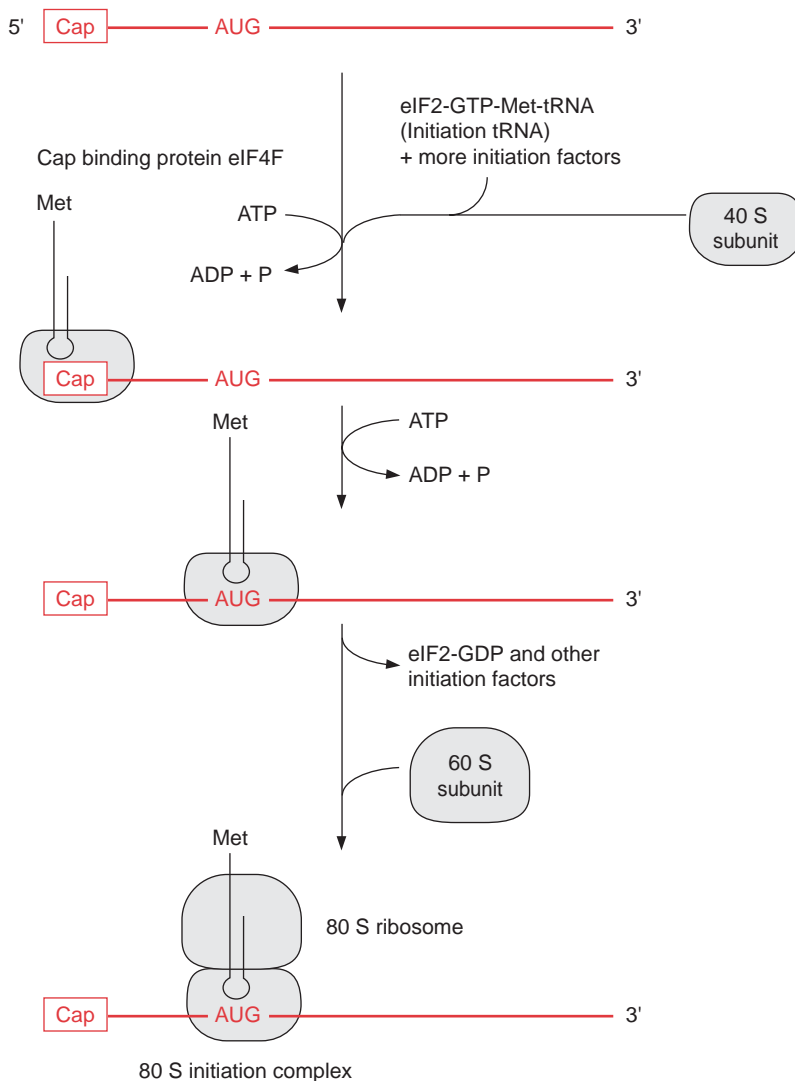 5' Cap AUG 3'
eIF2-GTP-Met-tRNA
(Initiation tRNA)
+ more initiation factors
Cap binding protein eIF4F
Met
ATP
40 S
subunit
ADP + P
Cap AUG 3'
Met
ATP
ADP + P
Cap AUG 3'
eIF2-GDP and other
initiation factors
60 S
subunit
Met
80 S ribosome
Cap AUG 3'
80 S initiation complex